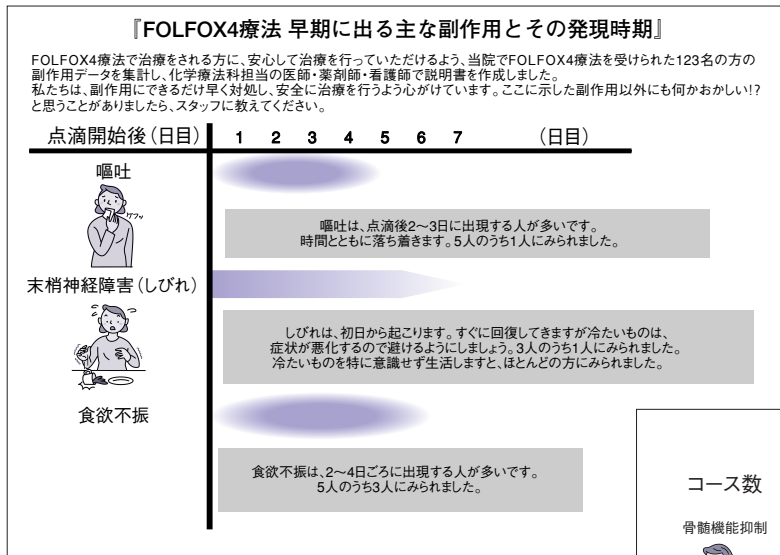 『FOLFOX4療法 早期に出る主な副作用とその発現時期』
FOLFOX4療法で治療をされる方に、安心して治療を行っていただけるよう、当院でFOLFOX4療法を受けられた123名の方の
副作用データを集計し、化学療法科担当の医師・薬剤師・看護師で説明書を作成しました。
私たちは、副作用にできるだけ早く対処し、安全に治療を行うよう心がけています。ここに示した副作用以外にも何かおかしい!?
と思うことがありましたら、スタッフに教えてください。
点滴開始後（日目） 1 2 3 4 5 6 7 （日目）
嘔吐
ケフッ
嘔吐は、点滴後2～3日に出現する人が多いです。
時間とともに落ち着きます。5人のうち1人にみられました。
末梢神経障害（しびれ）
しびれは、初日から起こります。すぐに回復してきますが冷たいものは、
症状が悪化するので避けるようにしましょう。3人のうち1人にみられました。
冷たいものを特に意識せず生活しますと、ほとんどの方にみられました。
食欲不振
食欲不振は、2～4日ごろに出現する人が多いです。
5人のうち3人にみられました。
コース数
骨髄機能抑制